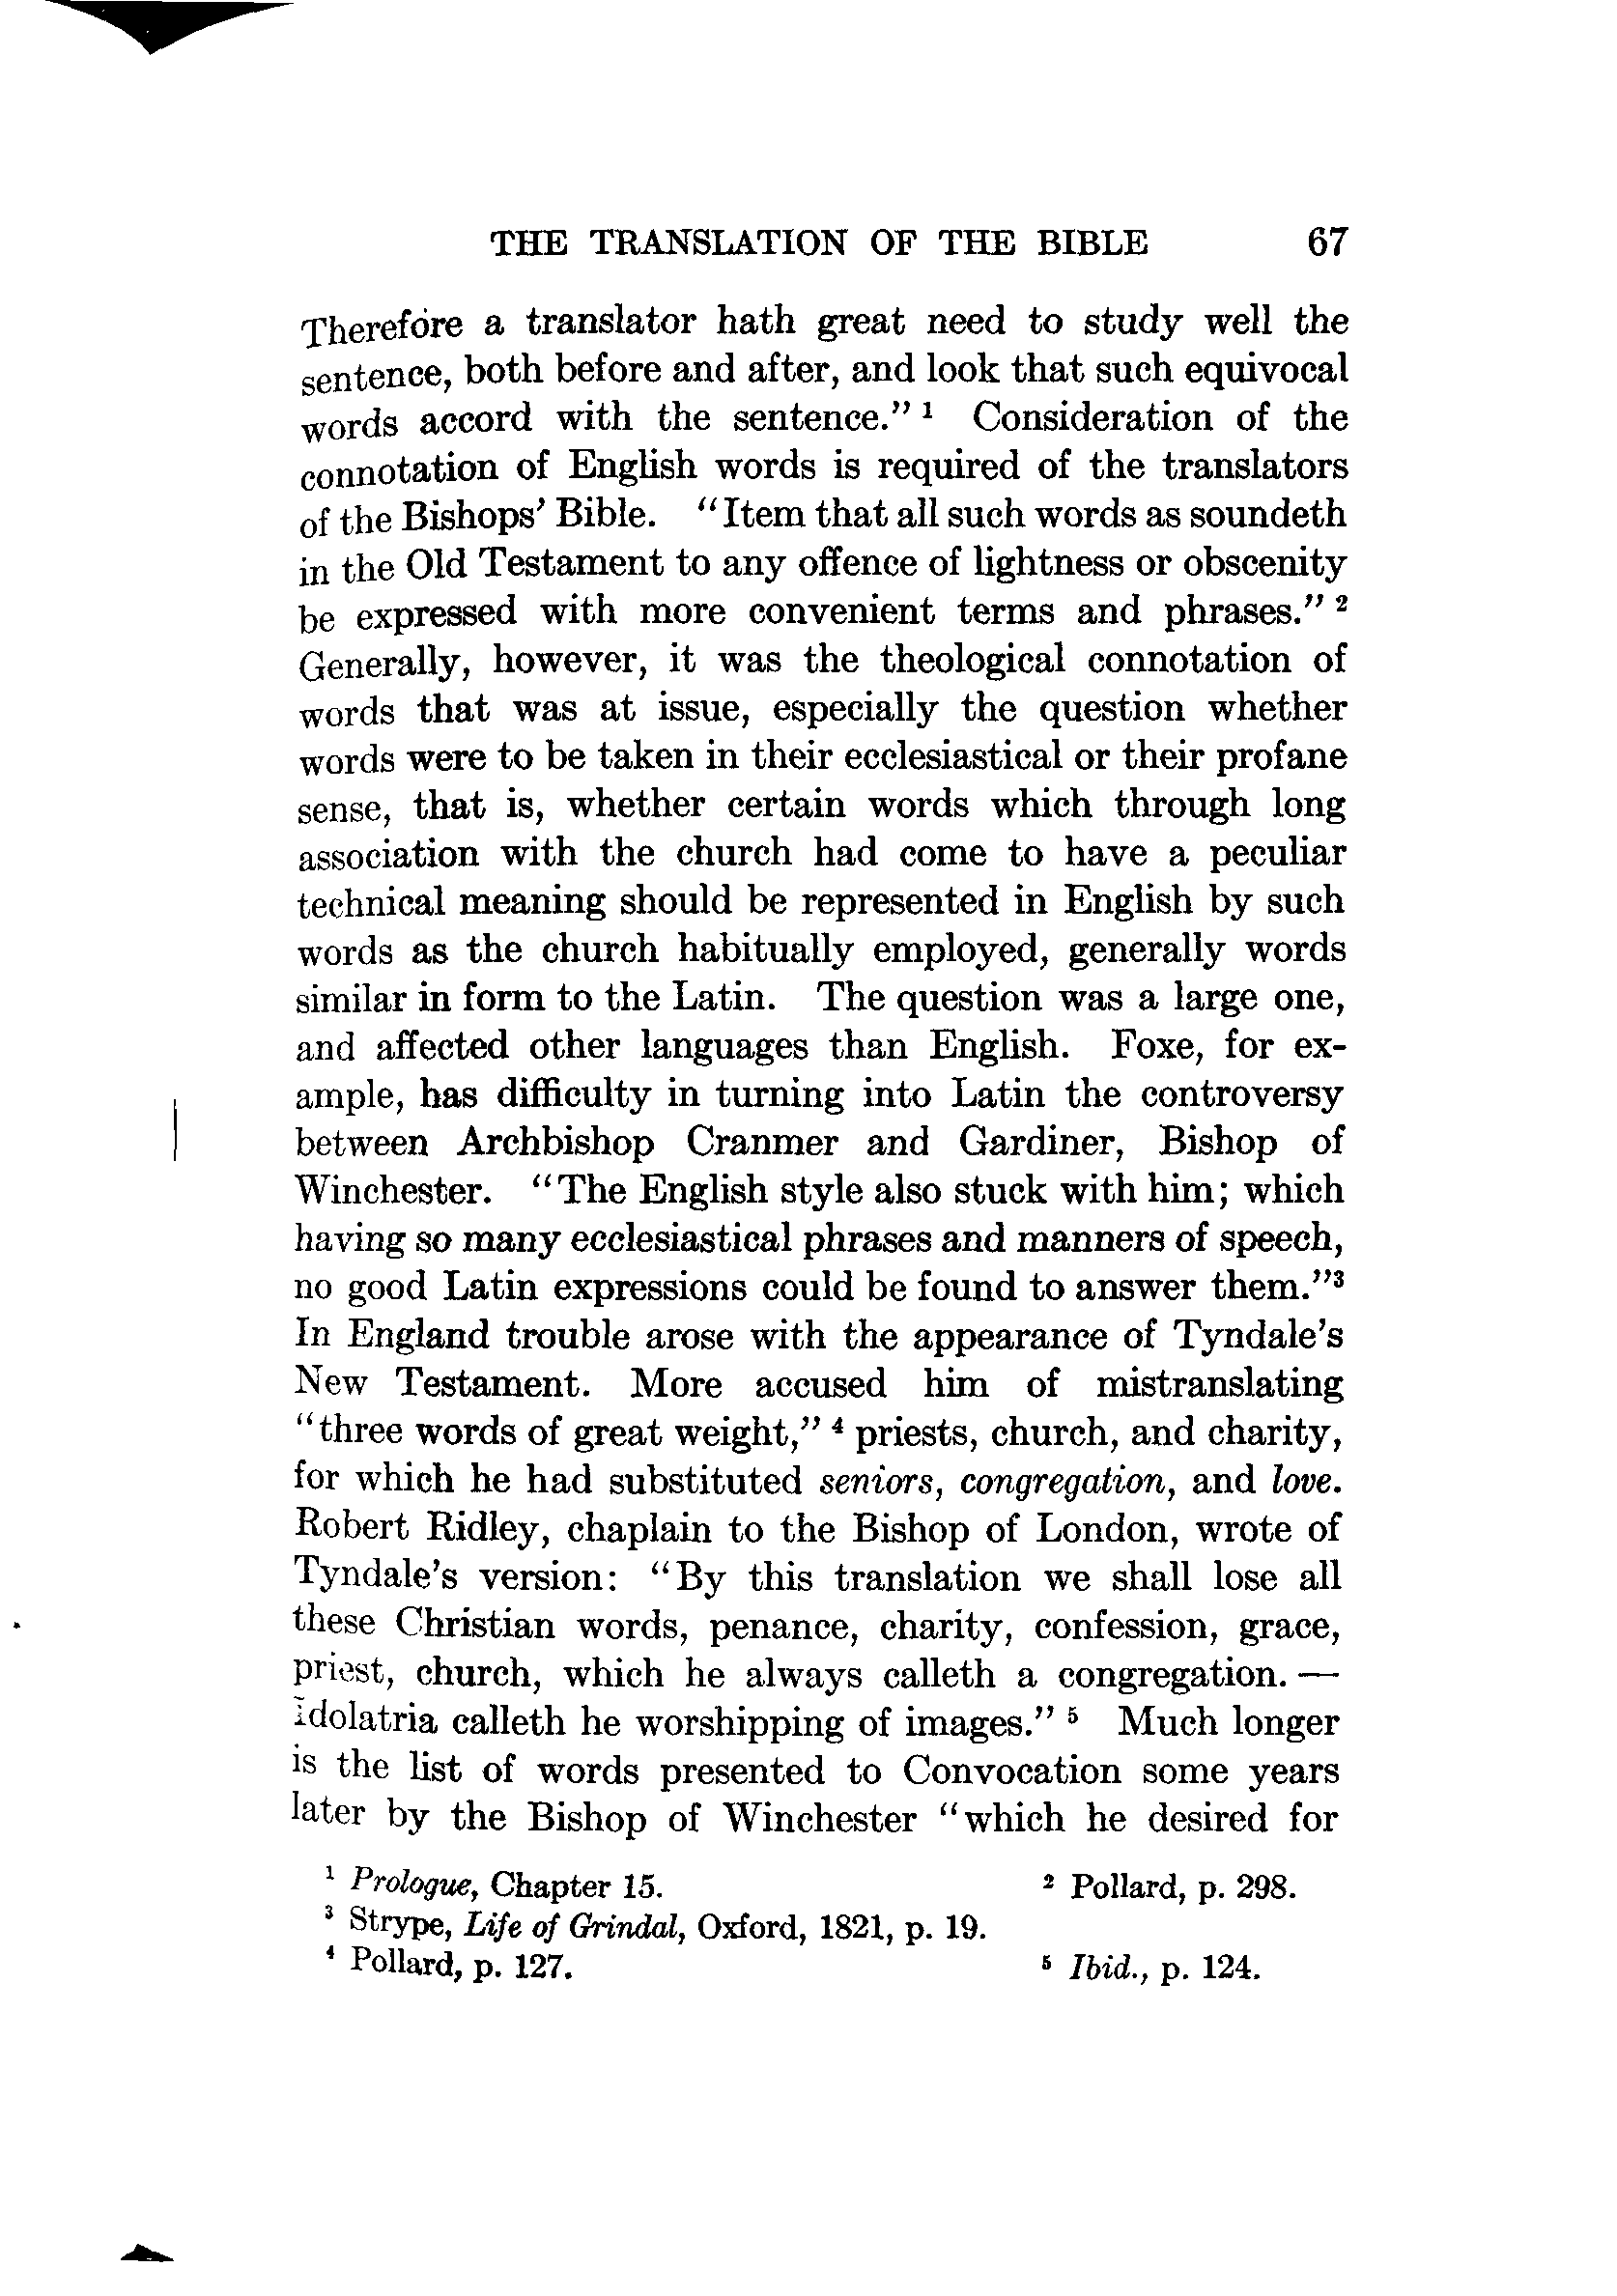 THE TRANSLATION OF THE BIBLE 67
Therefore a translator hath great need to study well the
sentence, both before and after, and look that such equivocal
words accord with the sentence.” ¹ Consideration of the
connotation of English words is required of the translators
of the Bishops’ Bible. “Item that all such words as soundeth
in the Old Testament to any offence of lightness or obscenity
be expressed with more convenient terms and phrases.” ²
Generally, however, it was the theological connotation of
words that was at issue, especially the question whether
words were to be taken in their ecclesiastical or their profane
sense, that is, whether certain words which through long
association with the church had come to have a peculiar
technical meaning should be represented in English by such
words as the church habitually employed, generally words
similar in form to the Latin. The question was a large one,
and affected other languages than English. Foxe, for ex-
ample, has difficulty in turning into Latin the controversy
between Archbishop Cranmer and Gardiner, Bishop of
Winchester. “The English style also stuck with him; which
having so many ecclesiastical phrases and manners of speech,
no good Latin expressions could be found to answer them.”³
In England trouble arose with the appearance of Tyndale’s
New Testament. More accused him of mistranslating
“three words of great weight,” ⁴ priests, church, and charity,
for which he had substituted seniors, congregation, and love.
Robert Ridley, chaplain to the Bishop of London, wrote of
Tyndale’s version: “By this translation we shall lose all
these Christian words, penance, charity, confession, grace,
priest, church, which he always calleth a congregation. —
Idolatria calleth he worshipping of images.” ⁵ Much longer
is the list of words presented to Convocation some years
later by the Bishop of Winchester “which he desired for
¹ Prologue, Chapter 15. ² Pollard, p. 298.
³ Strype, Life of Grindal, Oxford, 1821, p. 19.
⁴ Pollard, p. 127. ⁵ Ibid., p. 124.